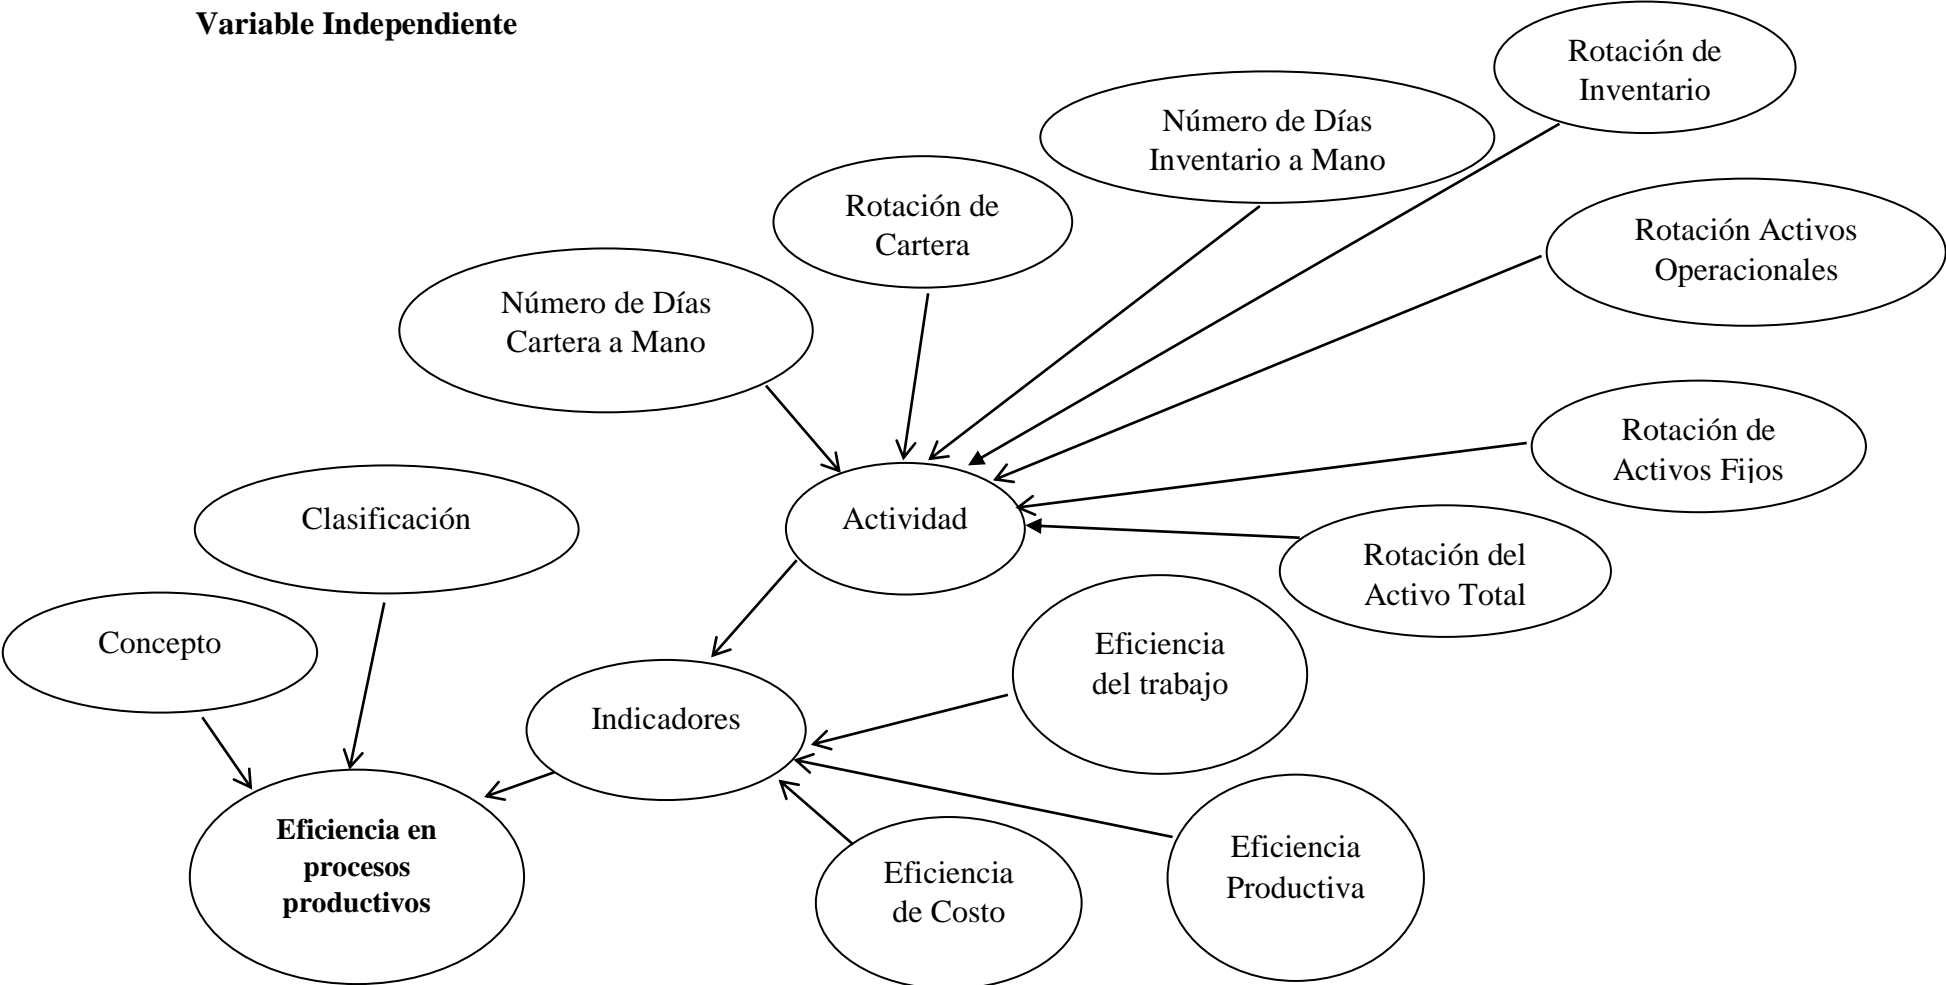 Variable Independiente
Rotación de
Inventario
Número de Días
Inventario a Mano
Rotación de
Cartera
Rotación Activos
Operacionales
Número de Días
Cartera a Mano
Rotación de
Activos Fijos
Clasificación
Actividad
Rotación del
Activo Total
Concepto
Eficiencia
del trabajo
Indicadores
Eficiencia en
procesos
productivos
Eficiencia
de Costo
Eficiencia
Productiva